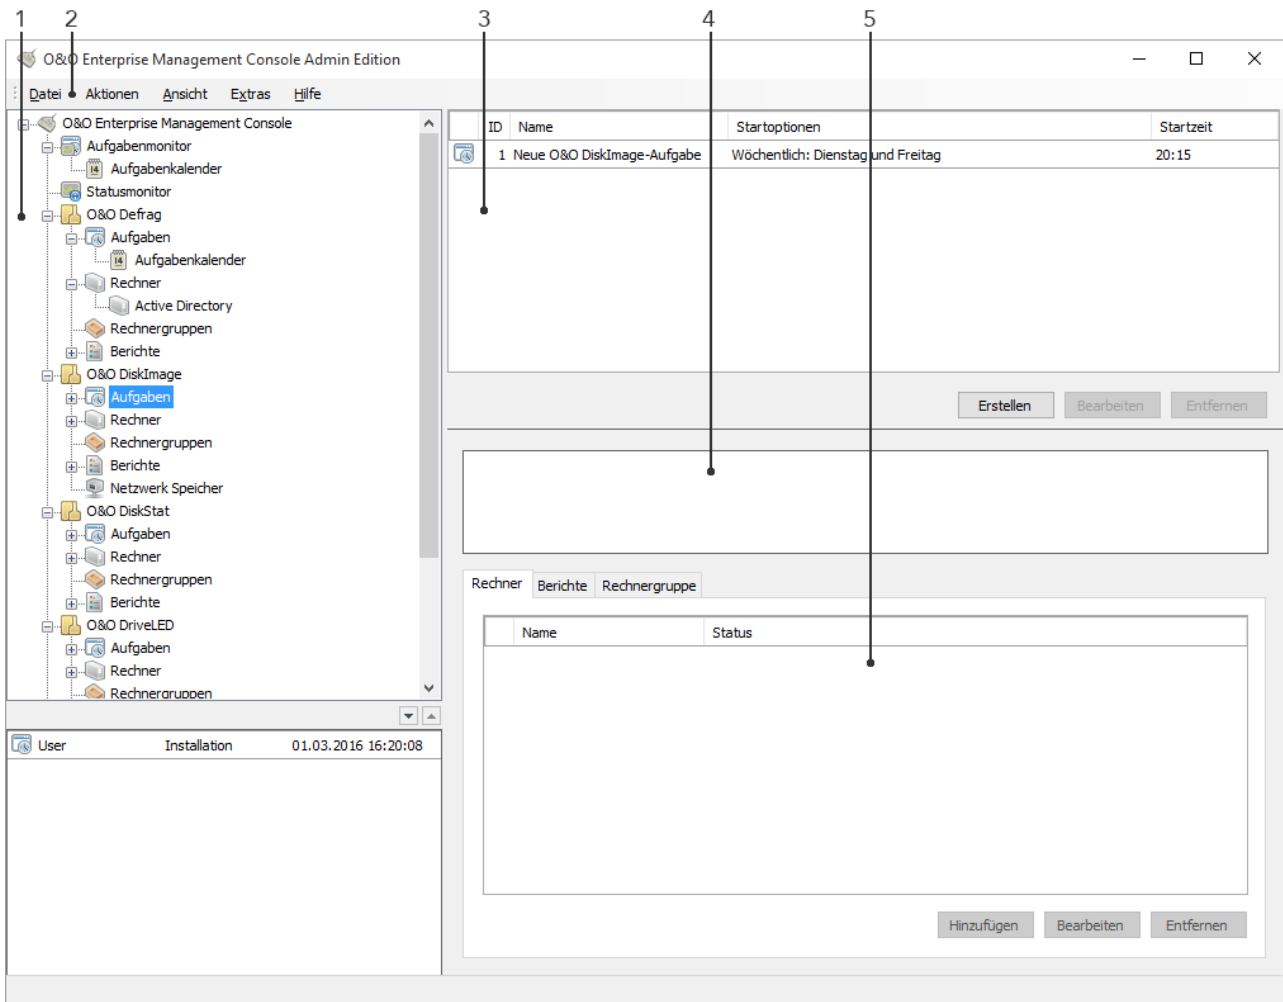 1 2 3 4 5
O&O Enterprise Management Console Admin Edition
Datei Aktionen Ansicht Extras Hilfe
O&O Enterprise Management Console
Aufgabenmonitor
Aufgabenkalender
Statusmonitor
O&O Defrag
Aufgaben
Aufgabenkalender
Rechner
Active Directory
Rechnergruppen
Berichte
O&O DiskImage
Aufgaben
Rechner
Rechnergruppen
Berichte
Netzwerk Speicher
O&O DiskStat
Aufgaben
Rechner
Rechnergruppen
Berichte
O&O DriveLED
Aufgaben
Rechner
Rechnergruppen
User Installation 01.03.2016 16:20:08
ID Name Startoptionen Startzeit
1 Neue O&O DiskImage-Aufgabe Wöchentlich: Dienstag und Freitag 20:15
Erstellen Bearbeiten Entfernen
Rechner Berichte Rechnergruppe
Name Status
Hinzufügen Bearbeiten Entfernen